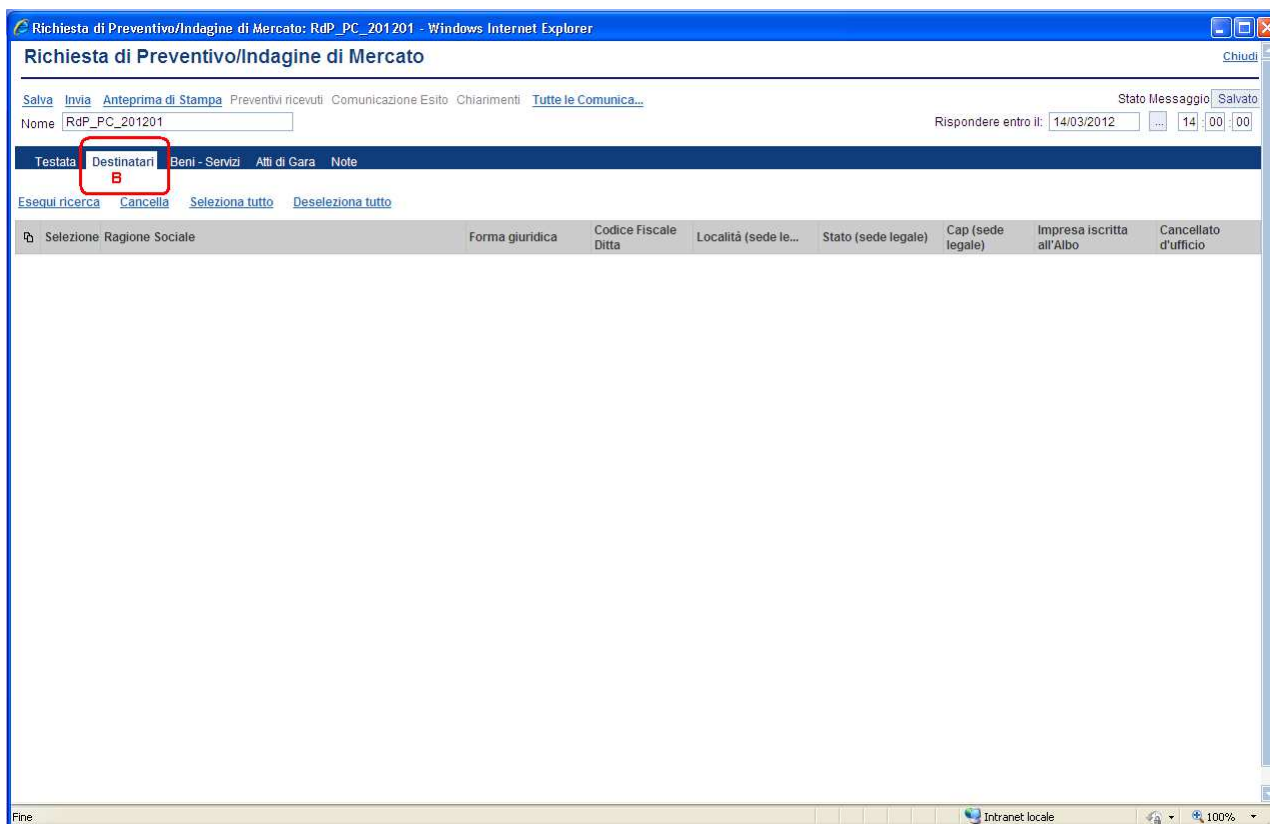 Richiesta di Preventivo/Indagine di Mercato: RdP_PC_201201 - Windows Internet Explorer
Richiesta di Preventivo/Indagine di Mercato
Chiudi
Salva Invia Anteprima di Stampa Preventivi ricevuti Comunicazione Esito Chiarimenti Tutte le Comunica... Stato Messaggio Salvato
Nome RdP_PC_201201 Rispondere entro il: 14/03/2012 ... 14 : 00 : 00
Testata Destinatari Beni - Servizi Atti di Gara Note
B
Esegui ricerca Cancella Seleziona tutto Deseleziona tutto
Selezione Ragione Sociale Forma giuridica Codice Fiscale Ditta Località (sede le... Stato (sede legale) Cap (sede legale) Impresa iscritta all'Albo Cancellato d'ufficio
Fine Intranet locale 100%